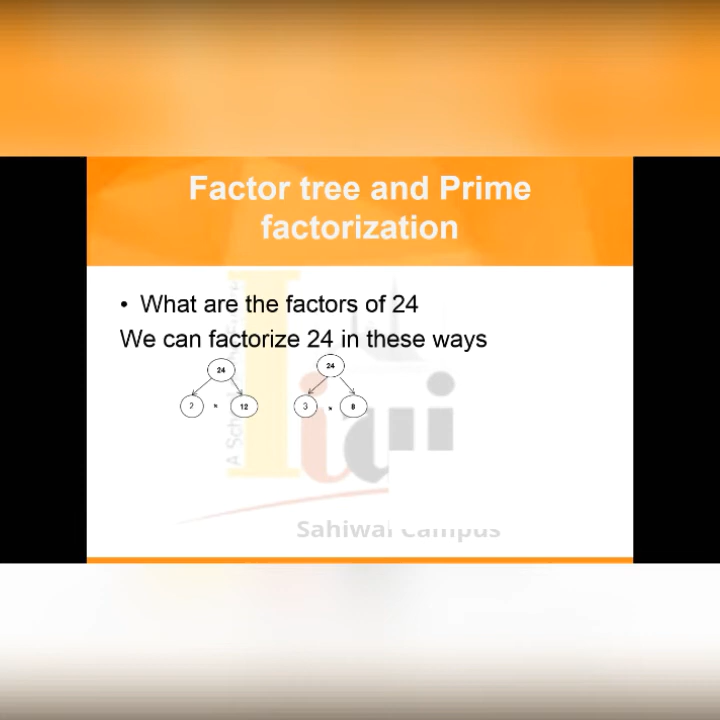 Factor tree and Prime
factorization
• What are the factors of 24
We can factorize 24 in these ways
24 24
2 * 12 3 * 8
Sahiwal Campus